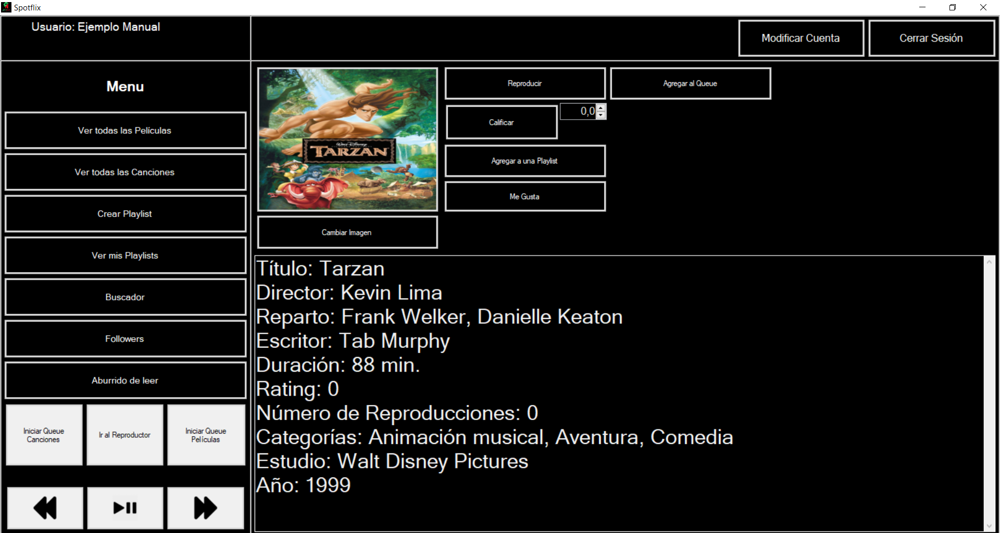 Spotflix
Usuario: Ejemplo Manual
Modificar Cuenta
Cerrar Sesión
Menu
Ver todas las Películas
Ver todas las Canciones
Crear Playlist
Ver mis Playlists
Buscador
Followers
Aburrido de leer
Iniciar Queue
Canciones
Ir al Reproductor
Iniciar Queue
Películas
Walt Disney
TARZAN
Reproducir
Agregar al Queue
Calificar
0,0
Agregar a una Playlist
Me Gusta
Cambiar Imagen
Título: Tarzan
Director: Kevin Lima
Reparto: Frank Welker, Danielle Keaton
Escritor: Tab Murphy
Duración: 88 min.
Rating: 0
Número de Reproducciones: 0
Categorías: Animación musical, Aventura, Comedia
Estudio: Walt Disney Pictures
Año: 1999